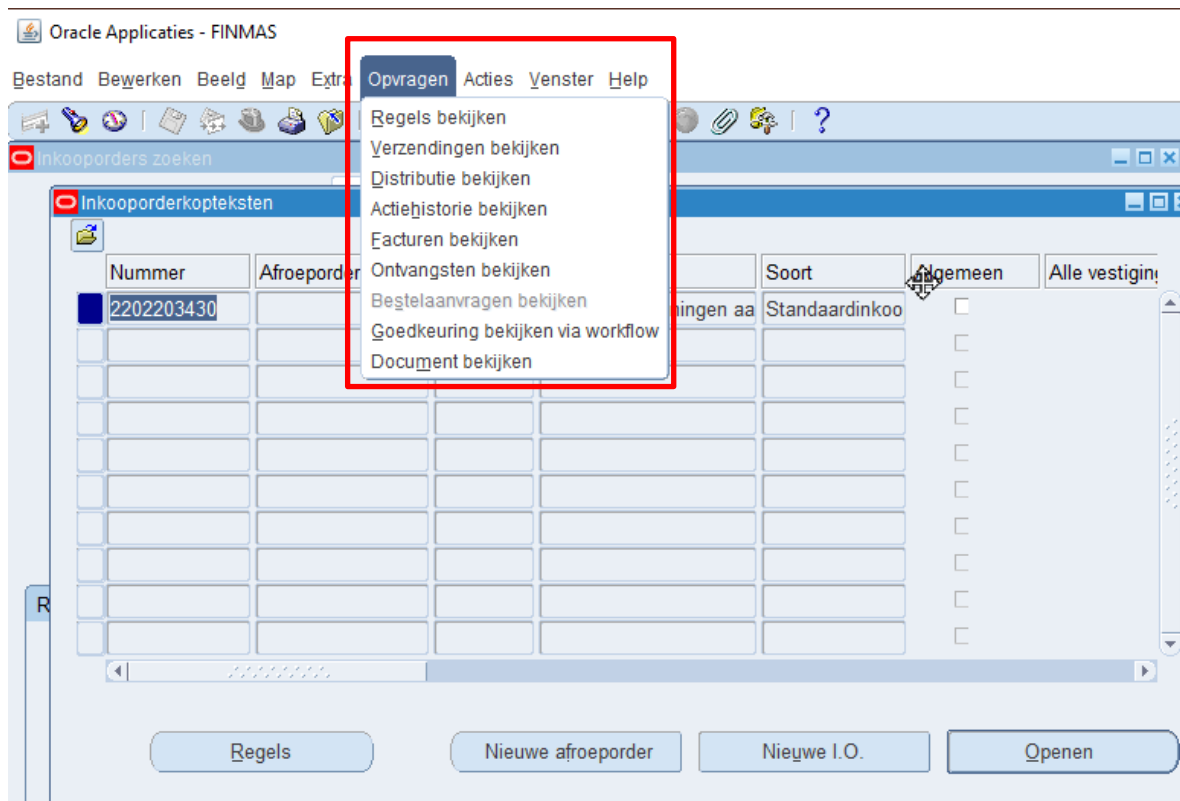 Oracle Applicaties - FINMAS
Bestand Bewerken Beeld Map Extra Opvragen Acties Venster Help
Regels bekijken
Verzendingen bekijken
Distributie bekijken
Actiehistorie bekijken
Facturen bekijken
Ontvangsten bekijken
Bestelaanvragen bekijken
Goedkeuring bekijken via workflow
Document bekijken
?
Inkooporders zoeken
Inkooporderkopteksten
Nummer Afroeporder Soort Algemeen Alle vestiging
2202203430 ningen aa Standaardinkoo
R
Regels Nieuwe afroeporder Nieuwe I.O. Openen